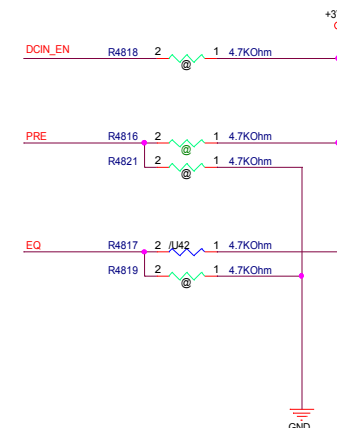 +3
DCIN_EN R4818 2 1 4.7KOhm
@
PRE R4816 2 1 4.7KOhm
@
R4821 2 1 4.7KOhm
@
EQ R4817 2 /U42 1 4.7KOhm
R4819 2 1 4.7KOhm
@
GND